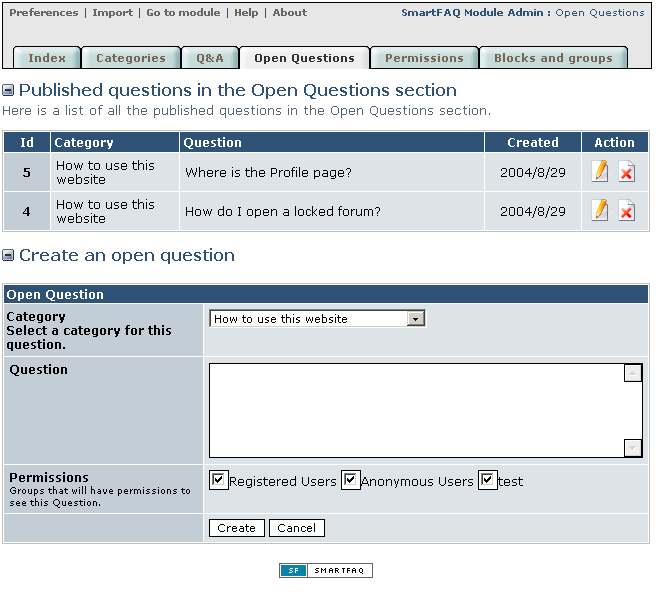 Preferences | Import | Go to module | Help | About
SmartFAQ Module Admin : Open Questions
Index
Categories
Q&A
Open Questions
Permissions
Blocks and groups
Published questions in the Open Questions section
Here is a list of all the published questions in the Open Questions section.
Id Category Question Created Action
5 How to use this website Where is the Profile page? 2004/8/29
4 How to use this website How do I open a locked forum? 2004/8/29
Create an open question
Open Question
Category
Select a category for this
question.
How to use this website
Question
Permissions
Groups that will have permissions to
see this Question.
Registered Users Anonymous Users test
Create Cancel
SF SMARTFAQ